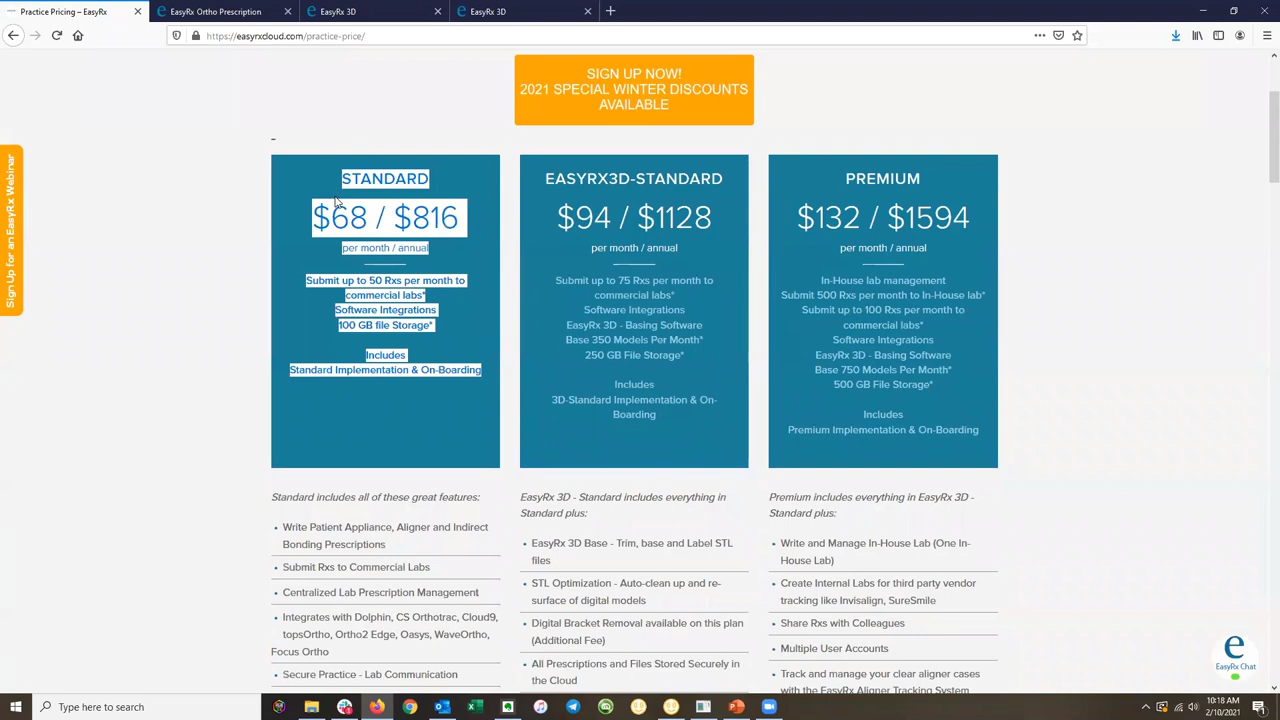 Practice Pricing – EasyRx
EasyRx Ortho Prescription
EasyRx 3D
EasyRx 3D
https://easyrxcloud.com/practice-price/
SIGN UP NOW!
2021 SPECIAL WINTER DISCOUNTS
AVAILABLE
Sign Up for an EasyRx Webinar
STANDARD
$68 / $816
per month / annual
Submit up to 50 Rxs per month to
commercial labs*
Software Integrations
100 GB file Storage*
Includes
Standard Implementation & On-Boarding
EASYRX3D-STANDARD
$94 / $1128
per month / annual
Submit up to 75 Rxs per month to
commercial labs*
Software Integrations
EasyRx 3D - Basing Software
Base 350 Models Per Month*
250 GB File Storage*
Includes
3D-Standard Implementation & On-
Boarding
PREMIUM
$132 / $1594
per month / annual
In-House lab management
Submit 500 Rxs per month to In-House lab*
Submit up to 100 Rxs per month to
commercial labs*
Software Integrations
EasyRx 3D - Basing Software
Base 750 Models Per Month*
500 GB File Storage*
Includes
Premium Implementation & On-Boarding
Standard includes all of these great features:
• Write Patient Appliance, Aligner and Indirect
Bonding Prescriptions
• Submit Rxs to Commercial Labs
• Centralized Lab Prescription Management
• Integrates with Dolphin, CS Orthotrac, Cloud9,
topsOrtho, Ortho2 Edge, Oasys, WaveOrtho,
Focus Ortho
• Secure Practice - Lab Communication
EasyRx 3D - Standard includes everything in
Standard plus:
• EasyRx 3D Base - Trim, base and Label STL
files
• STL Optimization - Auto-clean up and re-
surface of digital models
• Digital Bracket Removal available on this plan
(Additional Fee)
• All Prescriptions and Files Stored Securely in
the Cloud
Premium includes everything in EasyRx 3D -
Standard plus:
• Write and Manage In-House Lab (One In-
House Lab)
• Create Internal Labs for third party vendor
tracking like Invisalign, SureSmile
• Share Rxs with Colleagues
• Multiple User Accounts
• Track and manage your clear aligner cases
with the EasyRx Aligner Tracking System
e
EasyRx Chat
Type here to search
10:18 AM
2/10/2021